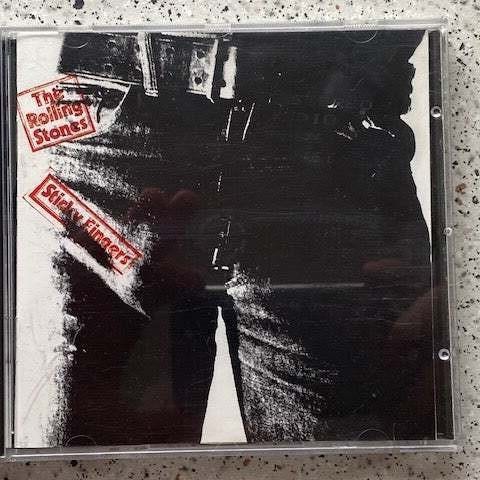 The
Rolling
Stones
Sticky Fingers